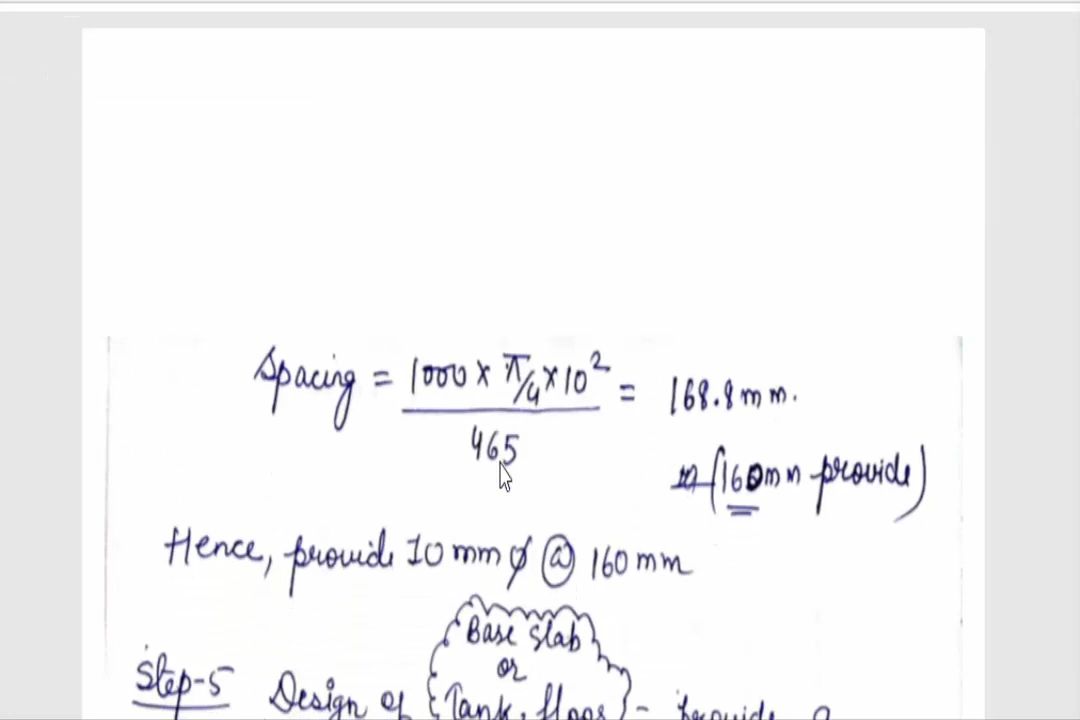 Spacing = 1000 × π/4 × 10² / 465 = 168.8 mm.
(160mm provide)
Hence, provide 10 mm φ @ 160 mm
Base Slab
or
Step-5 Design of {Tank floor} - Provide a